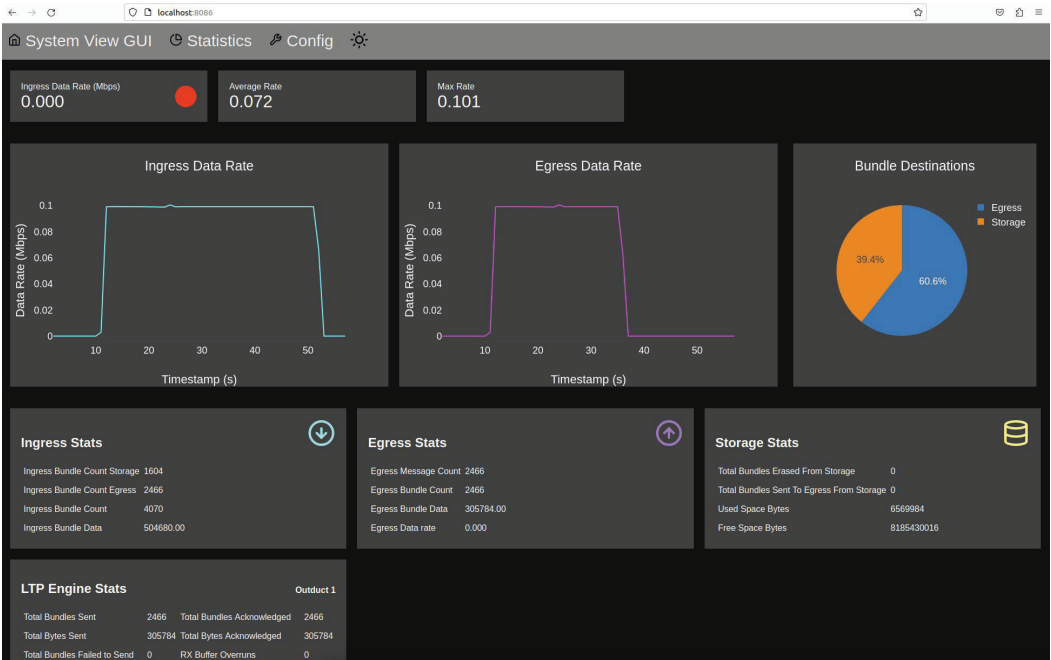 localhost:8086
System View GUI Statistics Config
Ingress Data Rate (Mbps)
0.000
Average Rate
0.072
Max Rate
0.101
Ingress Data Rate
Data Rate (Mbps)
0.1
0.08
0.06
0.04
0.02
0
10 20 30 40 50
Timestamp (s)
Egress Data Rate
Data Rate (Mbps)
0.1
0.08
0.06
0.04
0.02
0
10 20 30 40 50
Timestamp (s)
Bundle Destinations
Egress
Storage
39.4%
60.6%
Ingress Stats
Ingress Bundle Count Storage 1604
Ingress Bundle Count Egress 2466
Ingress Bundle Count 4070
Ingress Bundle Data 504680.00
Egress Stats
Egress Message Count 2466
Egress Bundle Count 2466
Egress Bundle Data 305784.00
Egress Data rate 0.000
Storage Stats
Total Bundles Erased From Storage 0
Total Bundles Sent To Egress From Storage 0
Used Space Bytes 6569984
Free Space Bytes 8185430016
LTP Engine Stats Outduct 1
Total Bundles Sent 2466 Total Bundles Acknowledged 2466
Total Bytes Sent 305784 Total Bytes Acknowledged 305784
Total Bundles Failed to Send 0 RX Buffer Overruns 0